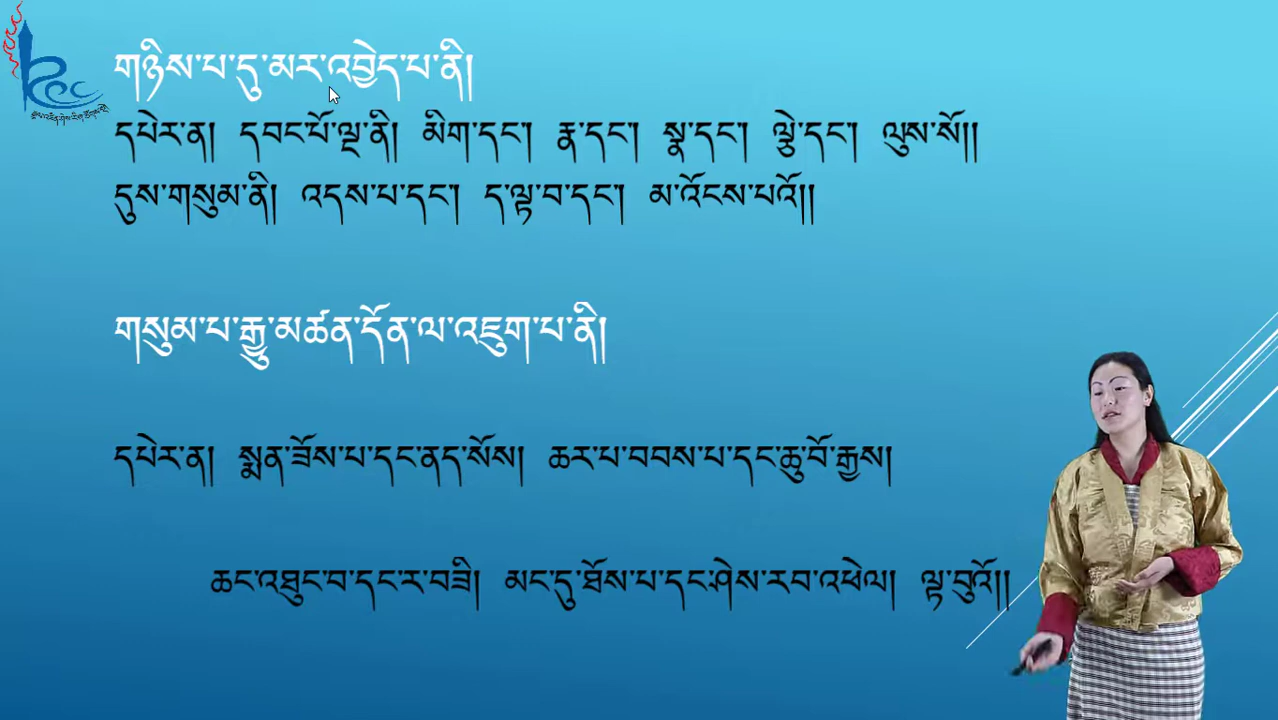 གཉིས་པ་དུ་མར་འབྱེད་པ་ནི།
དཔེར་ན། དབང་པོ་ལྔ་ནི། མིག་དང་། རྣ་དང་། སྣ་དང་། ལྕེ་དང་། ལུས་སོ།།
དུས་གསུམ་ནི། འདས་པ་དང་། ད་ལྟ་བ་དང་། མ་འོངས་པའོ།།
གསུམ་པ་རྒྱུ་མཚན་དོན་ལ་འཇུག་པ་ནི།
དཔེར་ན། སྨན་ཟོས་པ་དང་ནད་སོས། ཆར་པ་བབས་པ་དང་ཆུ་བོ་རྒྱས།
ཆང་འཐུང་བ་དང་ར་བཟི། མང་དུ་ཐོས་པ་དང་ཤེས་རབ་འཕེལ། ལྟ་བུའོ།།